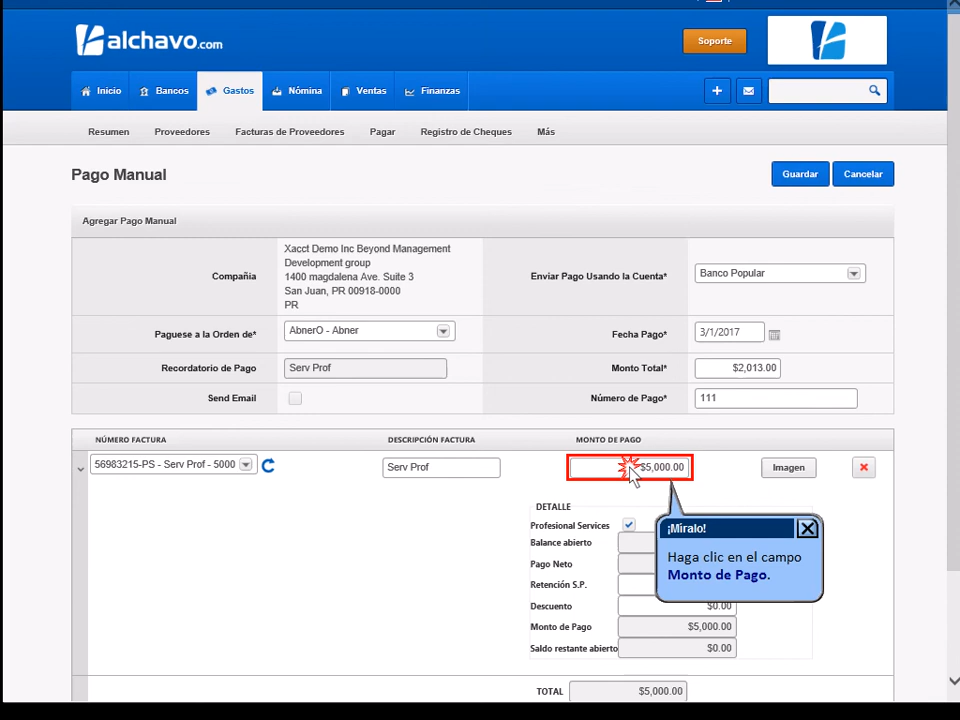 alchavo.com
Soporte
Inicio Bancos Gastos Nómina Ventas Finanzas
Resumen Proveedores Facturas de Proveedores Pagar Registro de Cheques Más
Pago Manual
Guardar Cancelar
Agregar Pago Manual
Compañia
Xacct Demo Inc Beyond Management
Development group
1400 magdalena Ave. Suite 3
San Juan, PR 00918-0000
PR
Enviar Pago Usando la Cuenta* Banco Popular
Paguese a la Orden de* AbnerO - Abner
Fecha Pago* 3/1/2017
Recordatorio de Pago Serv Prof
Monto Total* $2,013.00
Send Email
Número de Pago* 111
NÚMERO FACTURA DESCRIPCIÓN FACTURA MONTO DE PAGO
56983215-PS - Serv Prof - 5000 Serv Prof $5,000.00 Imagen
DETALLE
Profesional Services
Balance abierto
Pago Neto
Retención S.P.
Descuento $0.00
Monto de Pago $5,000.00
Saldo restante abierto $0.00
¡Miralo!
Haga clic en el campo
Monto de Pago.
TOTAL $5,000.00